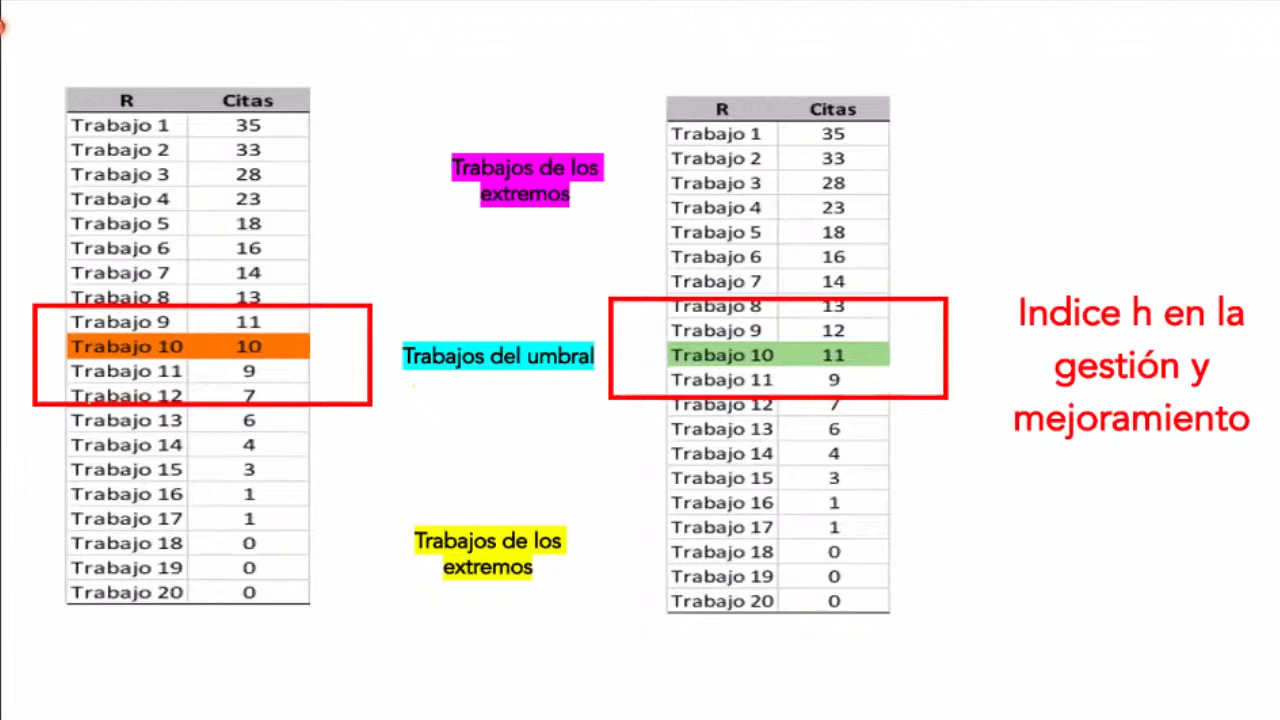 R Citas
Trabajo 1 35
Trabajo 2 33
Trabajo 3 28
Trabajo 4 23
Trabajo 5 18
Trabajo 6 16
Trabajo 7 14
Trabajo 8 13
Trabajo 9 11
Trabajo 10 10
Trabajo 11 9
Trabajo 12 7
Trabajo 13 6
Trabajo 14 4
Trabajo 15 3
Trabajo 16 1
Trabajo 17 1
Trabajo 18 0
Trabajo 19 0
Trabajo 20 0
Trabajos de los
extremos
Trabajos del umbral
Trabajos de los
extremos
R Citas
Trabajo 1 35
Trabajo 2 33
Trabajo 3 28
Trabajo 4 23
Trabajo 5 18
Trabajo 6 16
Trabajo 7 14
Trabajo 8 13
Trabajo 9 12
Trabajo 10 11
Trabajo 11 9
Trabajo 12 7
Trabajo 13 6
Trabajo 14 4
Trabajo 15 3
Trabajo 16 1
Trabajo 17 1
Trabajo 18 0
Trabajo 19 0
Trabajo 20 0
Indice h en la
gestión y
mejoramiento